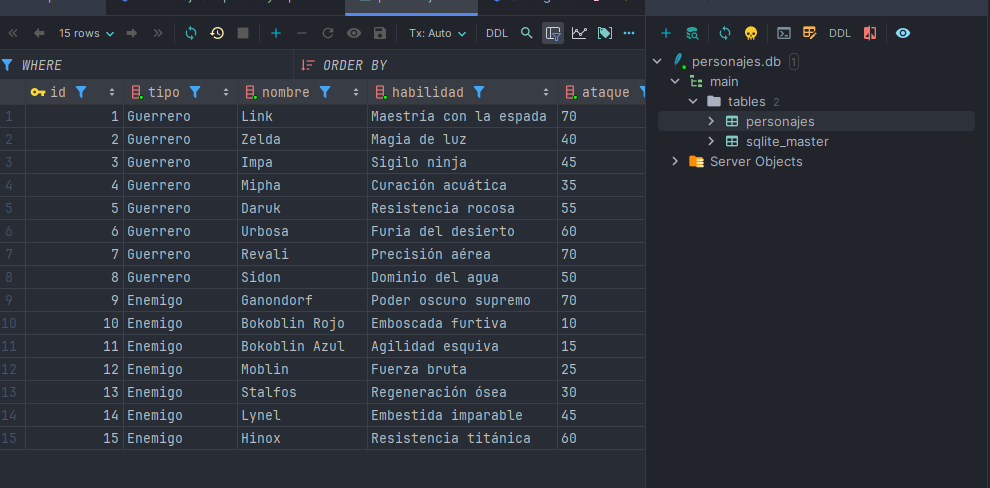 15 rows
Tx: Auto
DDL
WHERE
ORDER BY
id tipo nombre habilidad ataque
1 1 Guerrero Link Maestría con la espada 70
2 2 Guerrero Zelda Magia de luz 40
3 3 Guerrero Impa Sigilo ninja 45
4 4 Guerrero Mipha Curación acuática 35
5 5 Guerrero Daruk Resistencia rocosa 55
6 6 Guerrero Urbosa Furia del desierto 60
7 7 Guerrero Revali Precisión aérea 70
8 8 Guerrero Sidon Dominio del agua 50
9 9 Enemigo Ganondorf Poder oscuro supremo 70
10 10 Enemigo Bokoblin Rojo Emboscada furtiva 10
11 11 Enemigo Bokoblin Azul Agilidad esquiva 15
12 12 Enemigo Moblin Fuerza bruta 25
13 13 Enemigo Stalfos Regeneración ósea 30
14 14 Enemigo Lynel Embestida imparable 45
15 15 Enemigo Hinox Resistencia titánica 60
DDL
personajes.db 1
main
tables 2
personajes
sqlite_master
Server Objects